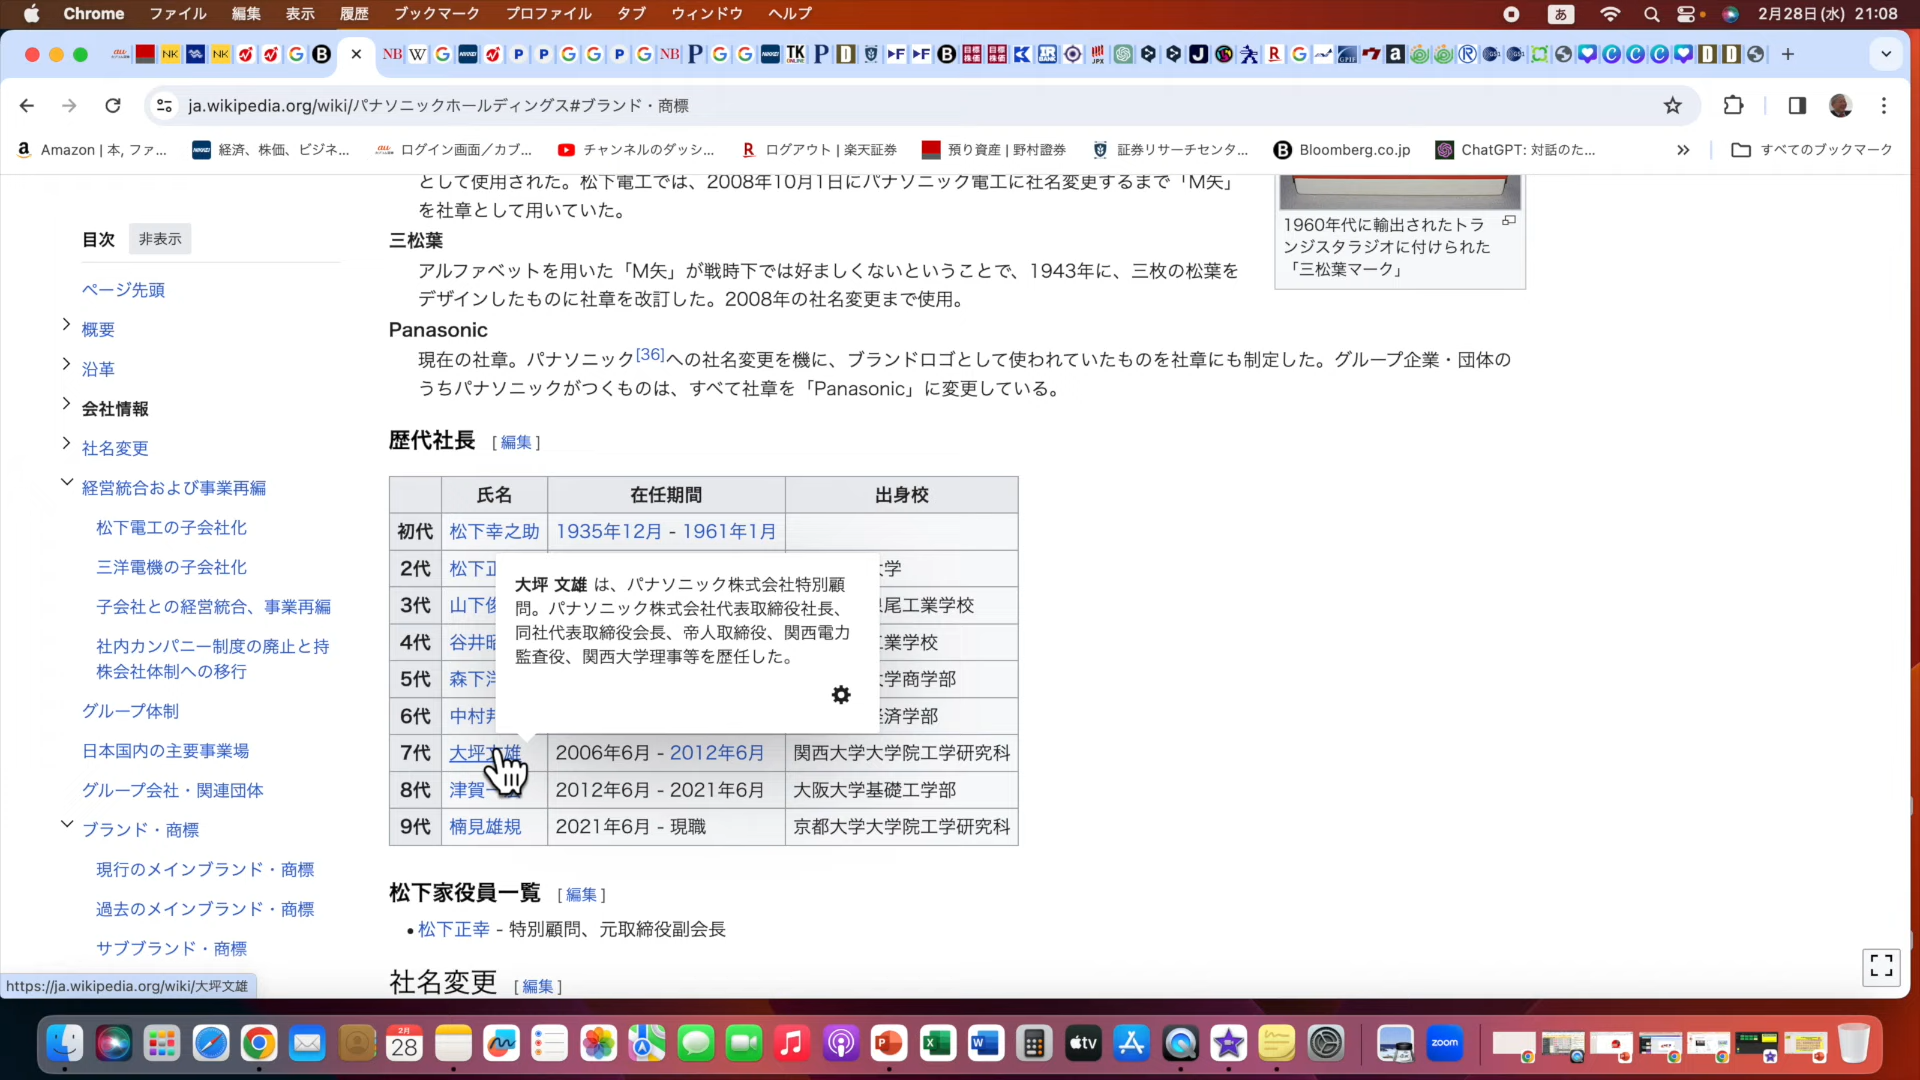 Chrome ファイル 編集 表示 履歴 ブックマーク プロファイル タブ ウィンドウ ヘルプ あ 2月28日(水) 21:08
ja.wikipedia.org/wiki/パナソニックホールディングス#ブランド・商標
Amazon | 本, ファ... 経済、株価、ビジネ... ログイン画面／カブ... チャンネルのダッシ... ログアウト | 楽天証券 預り資産 | 野村證券 証券リサーチセンタ... Bloomberg.co.jp ChatGPT: 対話のた... すべてのブックマーク
として使用された。松下電工では、2008年10月1日にパナソニック電工に社名変更するまで「M矢」
を社章として用いていた。
三松葉
アルファベットを用いた「M矢」が戦時下では好ましくないということで、1943年に、三枚の松葉を
デザインしたものに社章を改訂した。2008年の社名変更まで使用。
Panasonic
現在の社章。パナソニック[36]への社名変更を機に、ブランドロゴとして使われていたものを社章にも制定した。グループ企業・団体の
うちパナソニックがつくものは、すべて社章を「Panasonic」に変更している。
1960年代に輸出されたトラ
ンジスタラジオに付けられた
「三松葉マーク」
目次 非表示
ページ先頭
概要
沿革
会社情報
社名変更
経営統合および事業再編
松下電工の子会社化
三洋電機の子会社化
子会社との経営統合、事業再編
社内カンパニー制度の廃止と持
株会社体制への移行
グループ体制
日本国内の主要事業場
グループ会社・関連団体
ブランド・商標
現行のメインブランド・商標
過去のメインブランド・商標
サブブランド・商標
歴代社長 [編集]
氏名 在任期間 出身校
初代 松下幸之助 1935年12月 - 1961年1月
2代 松下正 学
3代 山下俊 尾工業学校
4代 谷井昭 業学校
5代 森下洋 学商学部
6代 中村邦 済学部
7代 大坪文雄 2006年6月 - 2012年6月 関西大学大学院工学研究科
8代 津賀一 2012年6月 - 2021年6月 大阪大学基礎工学部
9代 楠見雄規 2021年6月 - 現職 京都大学大学院工学研究科
大坪 文雄 は、パナソニック株式会社特別顧
問。パナソニック株式会社代表取締役社長、
同社代表取締役会長、帝人取締役、関西電力
監査役、関西大学理事等を歴任した。
松下家役員一覧 [編集]
• 松下正幸 - 特別顧問、元取締役副会長
社名変更 [編集]
https://ja.wikipedia.org/wiki/大坪文雄
2月
28
tv
zoom